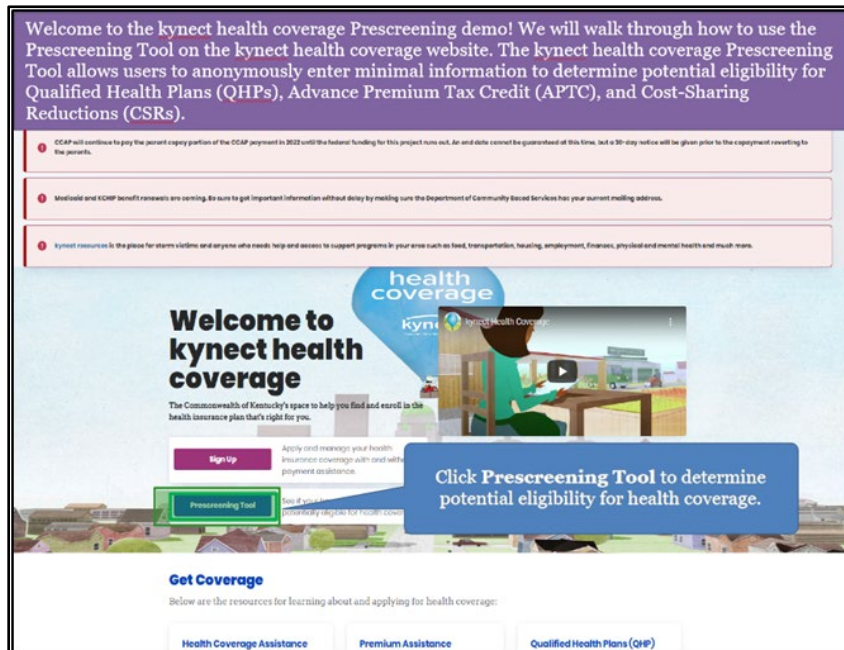 Welcome to the kynect health coverage Prescreening demo! We will walk through how to use the
Prescreening Tool on the kynect health coverage website. The kynect health coverage Prescreening
Tool allows users to anonymously enter minimal information to determine potential eligibility for
Qualified Health Plans (QHPs), Advance Premium Tax Credit (APTC), and Cost-Sharing
Reductions (CSRs).
CCAP will continue to pay the parent copay portion of the CCAP payment in 2022 until the federal funding for this project runs out. An end date cannot be guaranteed at this time, but a 30-day notice will be given prior to the copayment reverting to
the parents.
Medicaid and KCHIP benefit renewals are coming. Be sure to get important information without delay by making sure the Department of Community Based Services has your current mailing address.
kynect resources is the place for storm victims and anyone who needs help and access to support programs in your area such as food, transportation, housing, employment, finances, physical and mental health and much more.
health
coverage
Welcome to
kynect health
coverage
kynect Health Coverage
The Commonwealth of Kentucky's space to help you find and enroll in the
health insurance plan that's right for you.
Sign Up
Apply and manage your health
insurance coverage with and
payment assistance.
Click Prescreening Tool to determine
potential eligibility for health coverage.
Prescreening Tool
See if your
potentially eligible for health
Get Coverage
Below are the resources for learning about and applying for health coverage:
Health Coverage Assistance
Premium Assistance
Qualified Health Plans (QHP)